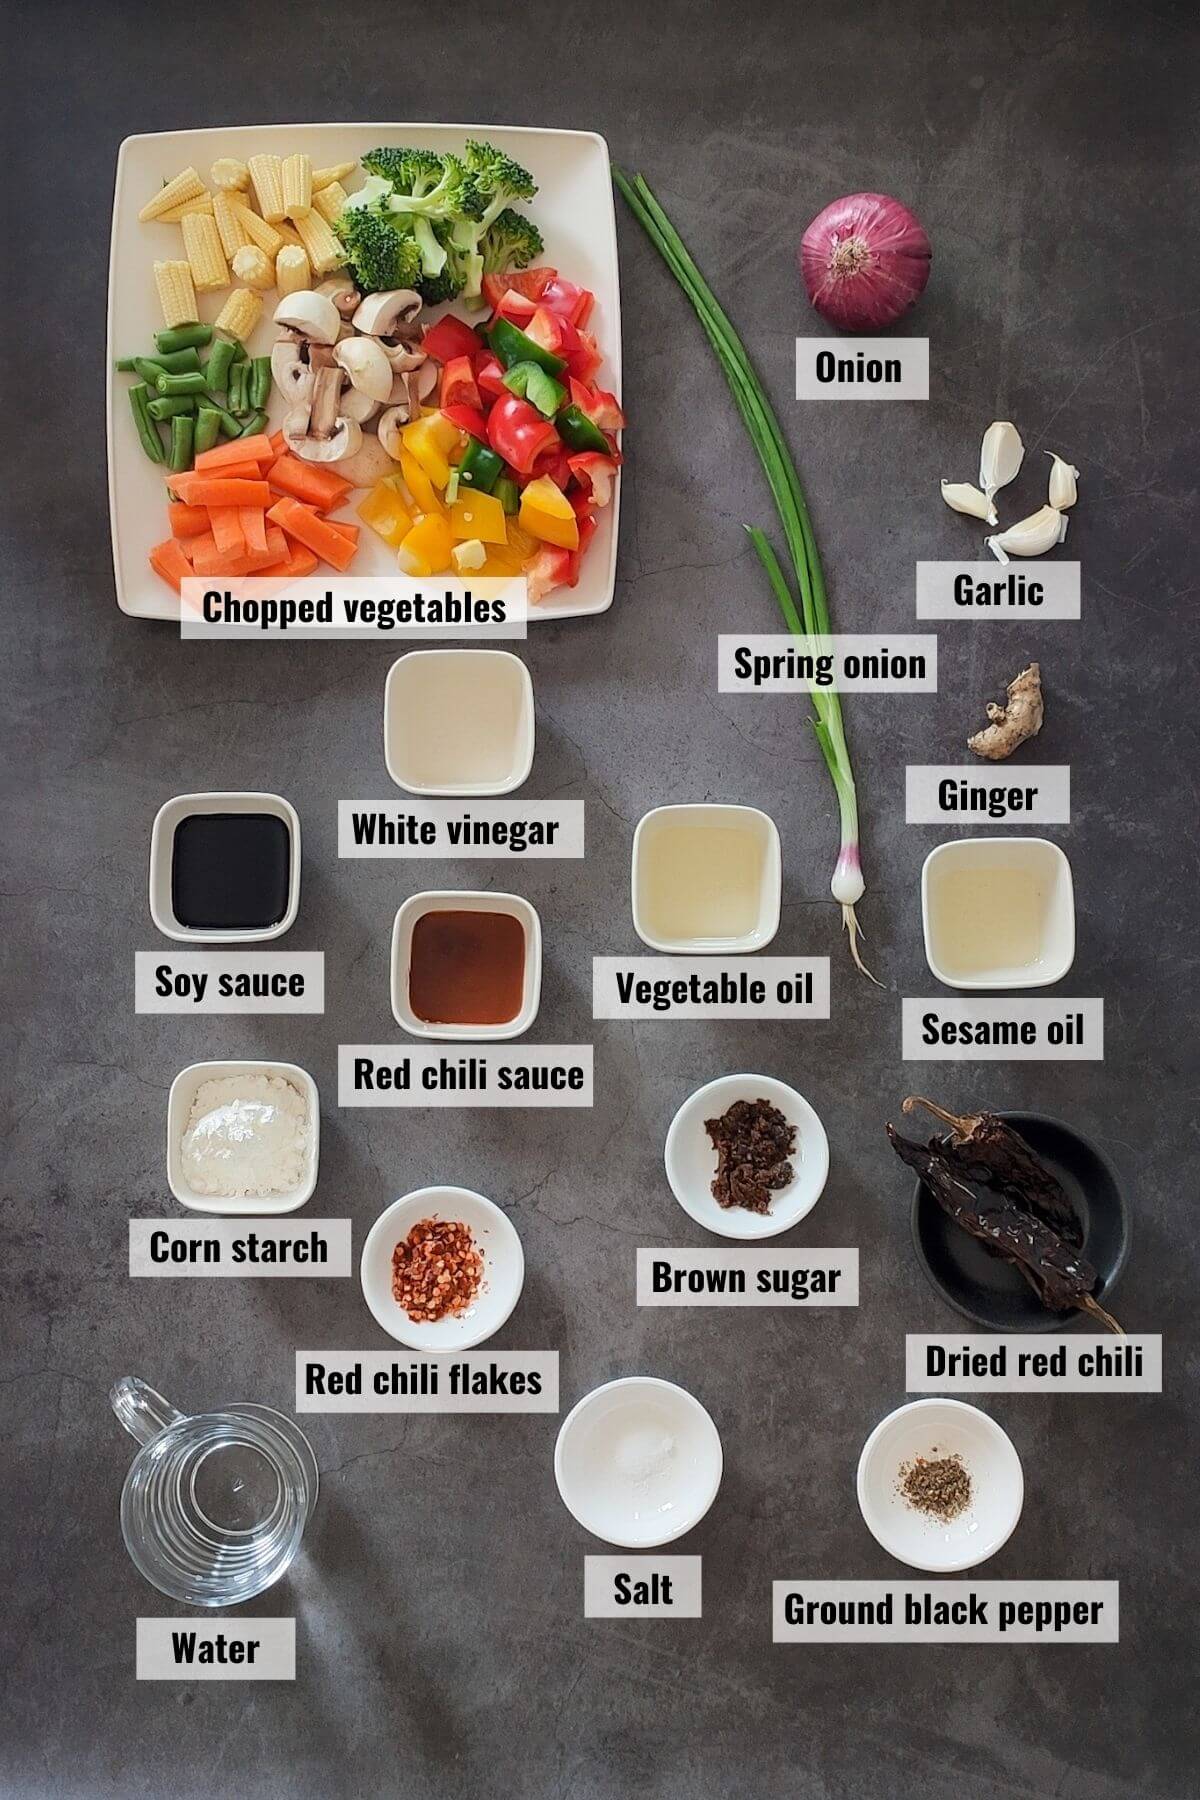 Onion
Garlic
Chopped vegetables
Spring onion
Ginger
White vinegar
Soy sauce
Vegetable oil
Sesame oil
Red chili sauce
Corn starch
Brown sugar
Dried red chili
Red chili flakes
Salt
Ground black pepper
Water